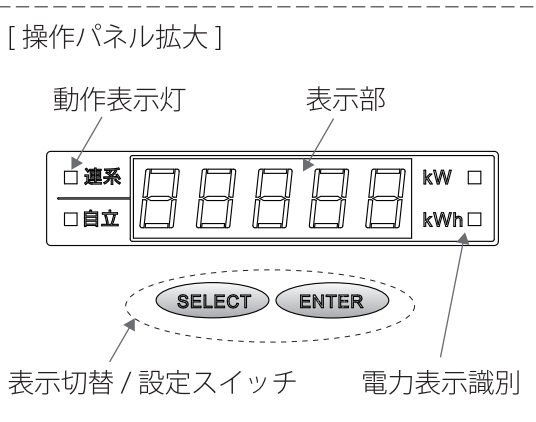 [ 操作パネル拡大 ]
動作表示灯 表示部
連系 88888 kW
自立 kWh
SELECT ENTER
表示切替 / 設定スイッチ 電力表示識別